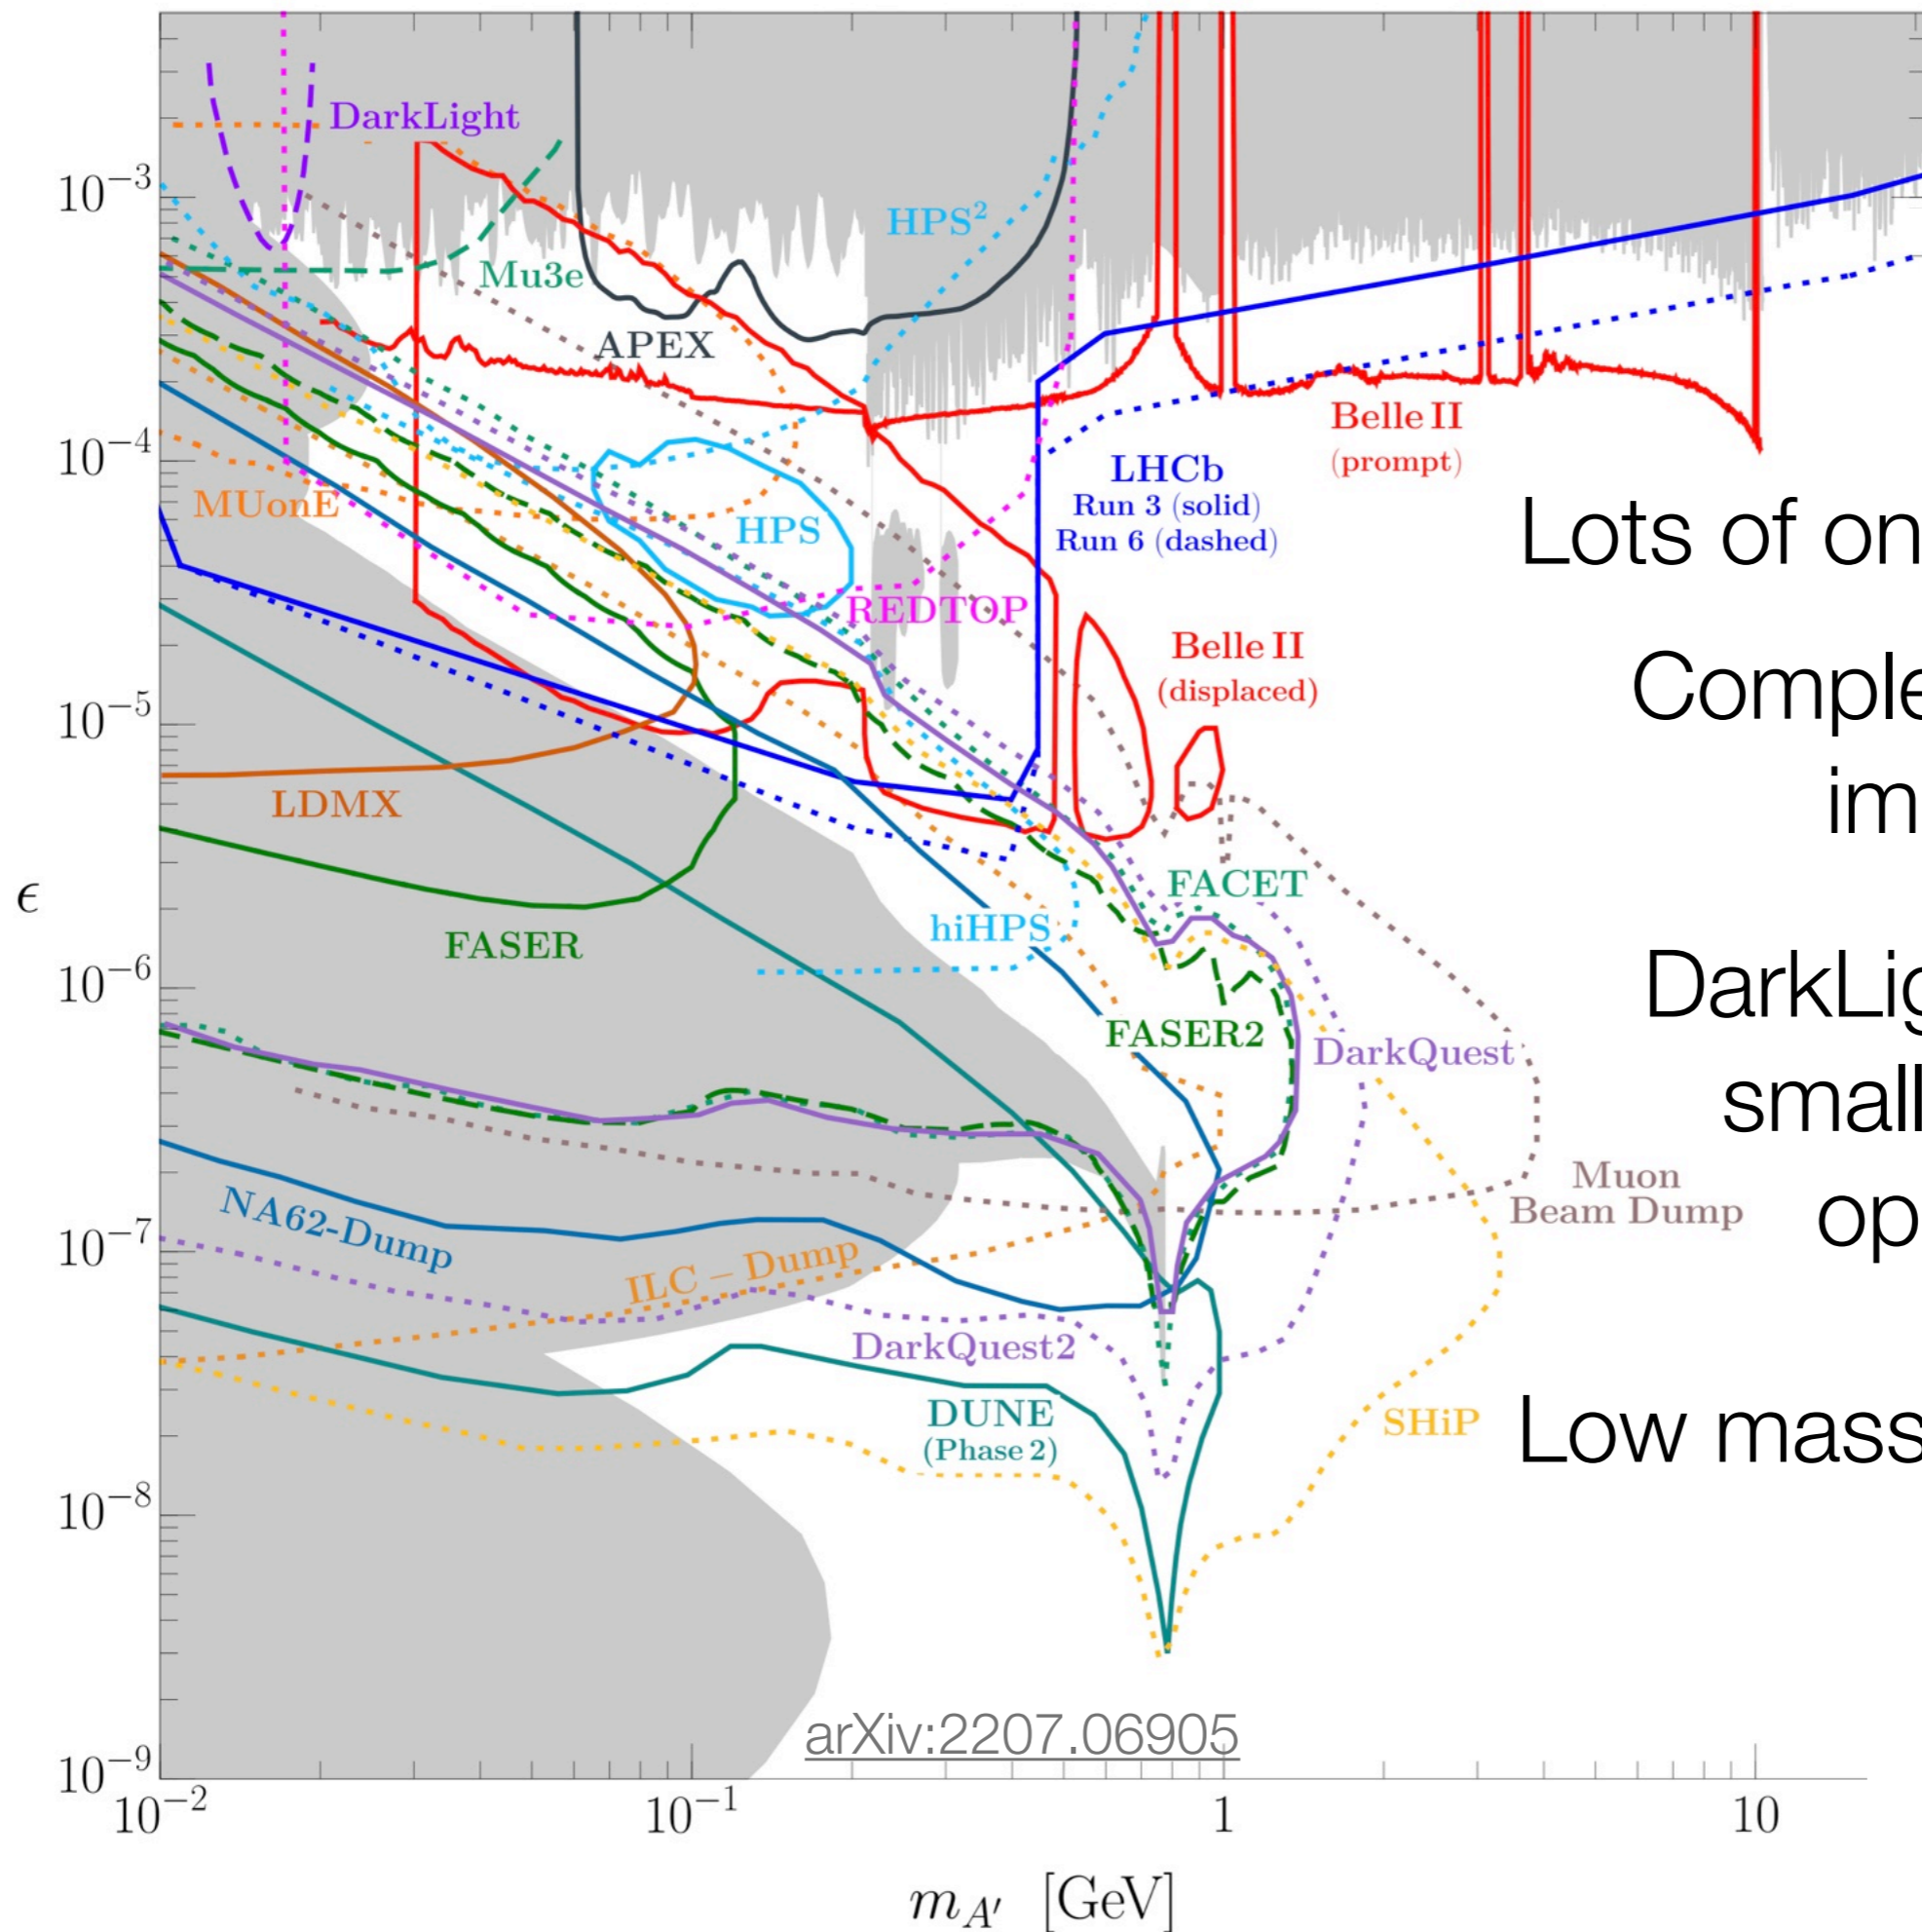 DarkLight
10⁻³
HPS²
Mu3e
APEX
Belle II
(prompt)
10⁻⁴
LHCb
Run 3 (solid)
Run 6 (dashed)
MUonE
HPS
Lots of on
REDTOP
Belle II
(displaced)
Comple
10⁻⁵
LDMX
im
ϵ
FACET
hiHPS
FASER
10⁻⁶
DarkLig
FASER2
DarkQuest
small
Muon
Beam Dump
NA62-Dump
10⁻⁷
ILC – Dump
op
DarkQuest2
DUNE
(Phase 2)
SHiP
Low mass
10⁻⁸
arXiv:2207.06905
10⁻⁹
10⁻² 10⁻¹ 1 10
m_A′ [GeV]